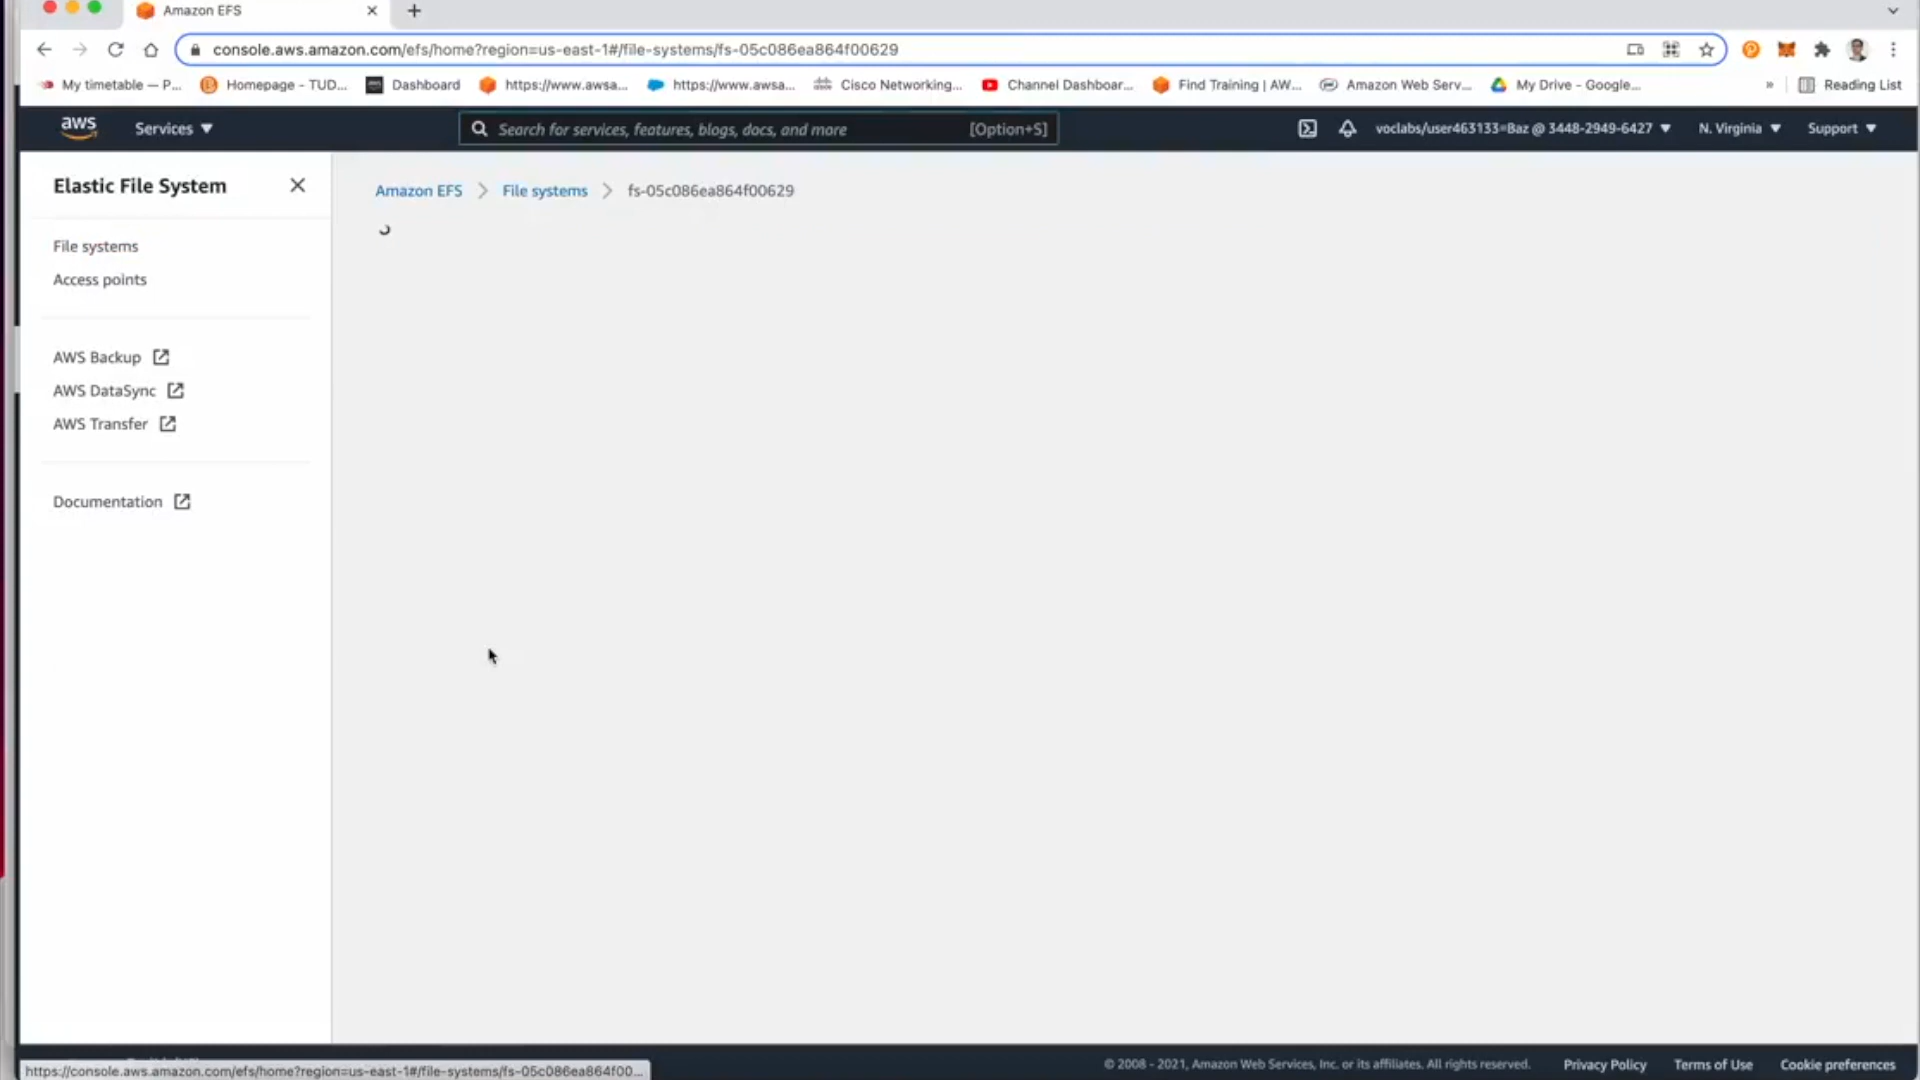 Amazon EFS
console.aws.amazon.com/efs/home?region=us-east-1#/file-systems/fs-05c086ea864f00629
My timetable — P... Homepage - TUD... Dashboard https://www.awsa... https://www.awsa... Cisco Networking... Channel Dashboar... Find Training | AW... Amazon Web Serv... My Drive - Google... » Reading List
aws Services Search for services, features, blogs, docs, and more [Option+S] voclabs/user463133=Baz @ 3448-2949-6427 N. Virginia Support
Elastic File System
Amazon EFS > File systems > fs-05c086ea864f00629
File systems
Access points
AWS Backup
AWS DataSync
AWS Transfer
Documentation
https://console.aws.amazon.com/efs/home?region=us-east-1#/file-systems/fs-05c086ea864f00...
© 2008 - 2021, Amazon Web Services, Inc. or its affiliates. All rights reserved. Privacy Policy Terms of Use Cookie preferences